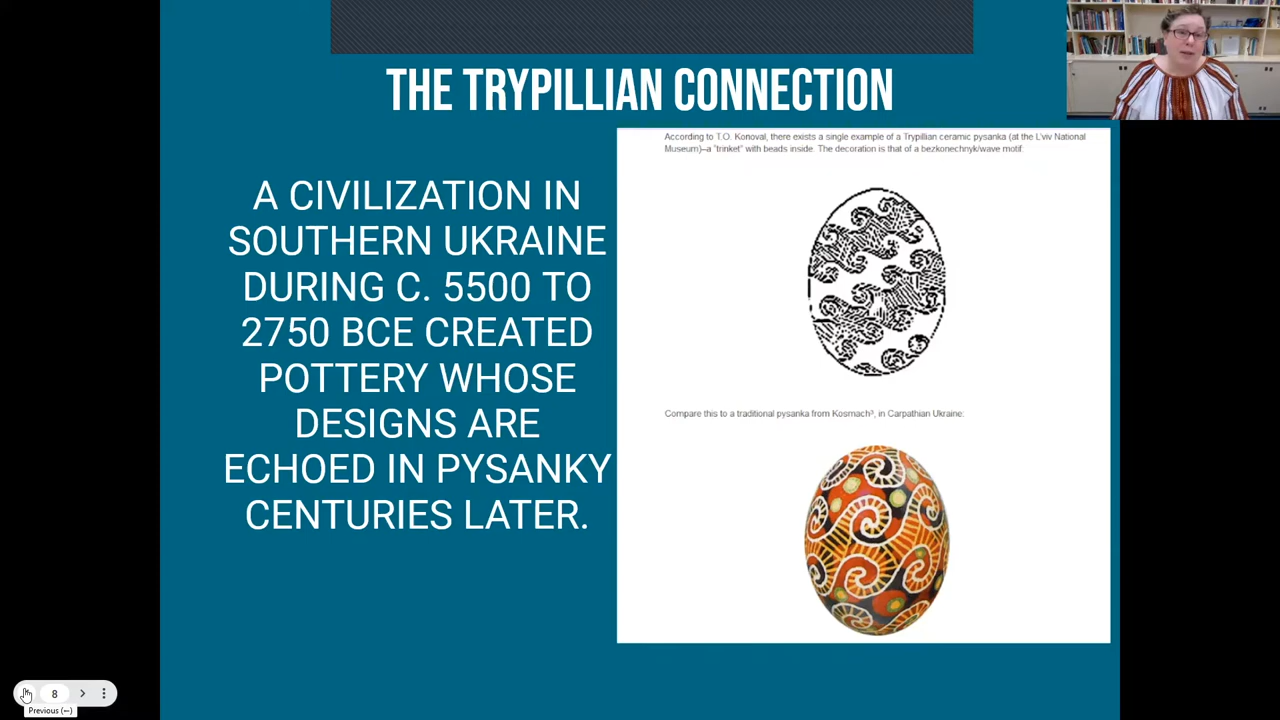 THE TRYPILLIAN CONNECTION
A CIVILIZATION IN
SOUTHERN UKRAINE
DURING C. 5500 TO
2750 BCE CREATED
POTTERY WHOSE
DESIGNS ARE
ECHOED IN PYSANKY
CENTURIES LATER.
According to T.O. Konoval, there exists a single example of a Trypillian ceramic pysanka (at the L'viv National
Museum)–a "trinket" with beads inside. The decoration is that of a bezkonechnyk/wave motif:
Compare this to a traditional pysanka from Kosmach³, in Carpathian Ukraine:
8
Previous (←)